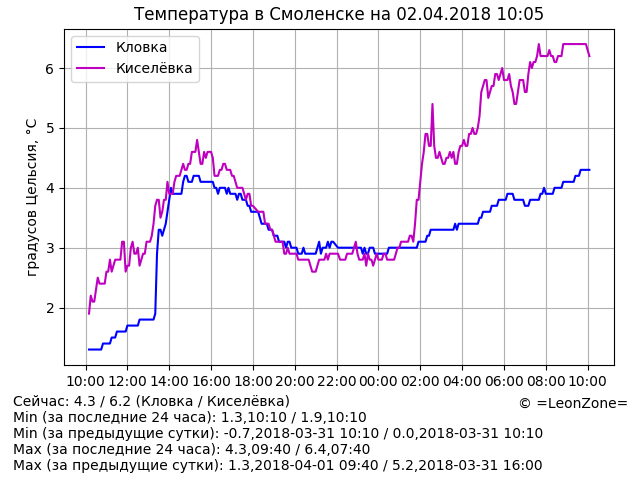 Температура в Смоленске на 02.04.2018 10:05
Кловка
Киселёвка
градусов Цельсия, °C
6
5
4
3
2
10:00 12:00 14:00 16:00 18:00 20:00 22:00 00:00 02:00 04:00 06:00 08:00 10:00
Сейчас: 4.3 / 6.2 (Кловка / Киселёвка)
© =LeonZone=
Min (за последние 24 часа): 1.3,10:10 / 1.9,10:10
Min (за предыдущие сутки): -0.7,2018-03-31 10:10 / 0.0,2018-03-31 10:10
Max (за последние 24 часа): 4.3,09:40 / 6.4,07:40
Max (за предыдущие сутки): 1.3,2018-04-01 09:40 / 5.2,2018-03-31 16:00